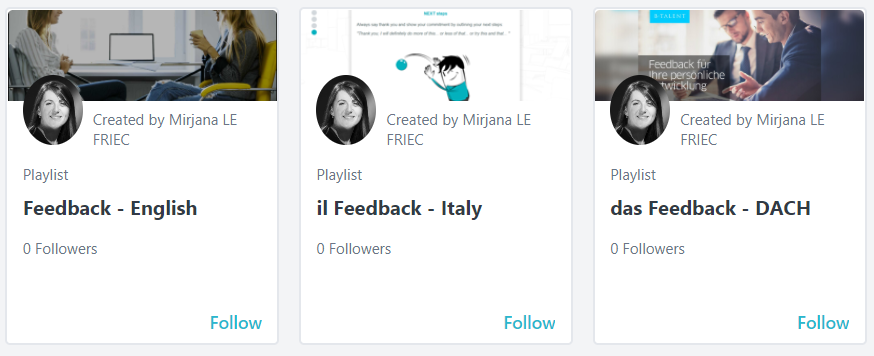 Created by Mirjana LE
FRIEC
Playlist
Feedback - English
0 Followers
Follow
NEXT steps
Always say thank you and show your commitment by outlining your next steps:
"Thank you. I will definitely do more of this... or less of that... or try this and that..."
Created by Mirjana LE
FRIEC
Playlist
il Feedback - Italy
0 Followers
Follow
B.TALENT
Feedback für
Ihre persönliche
Entwicklung
Created by Mirjana LE
FRIEC
Playlist
das Feedback - DACH
0 Followers
Follow